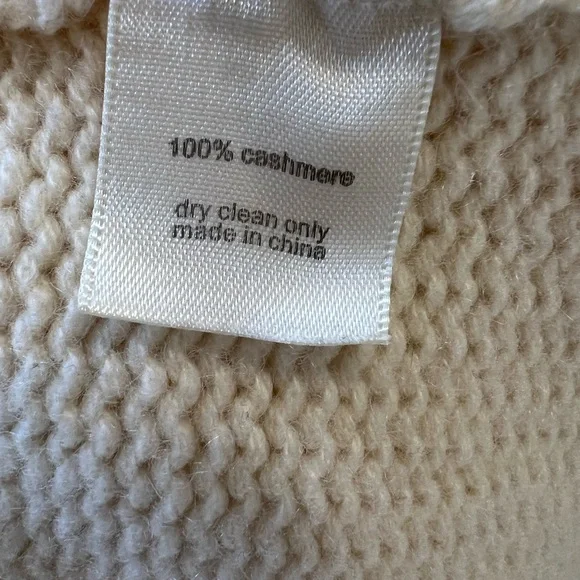 100% cashmere
dry clean only
made in china